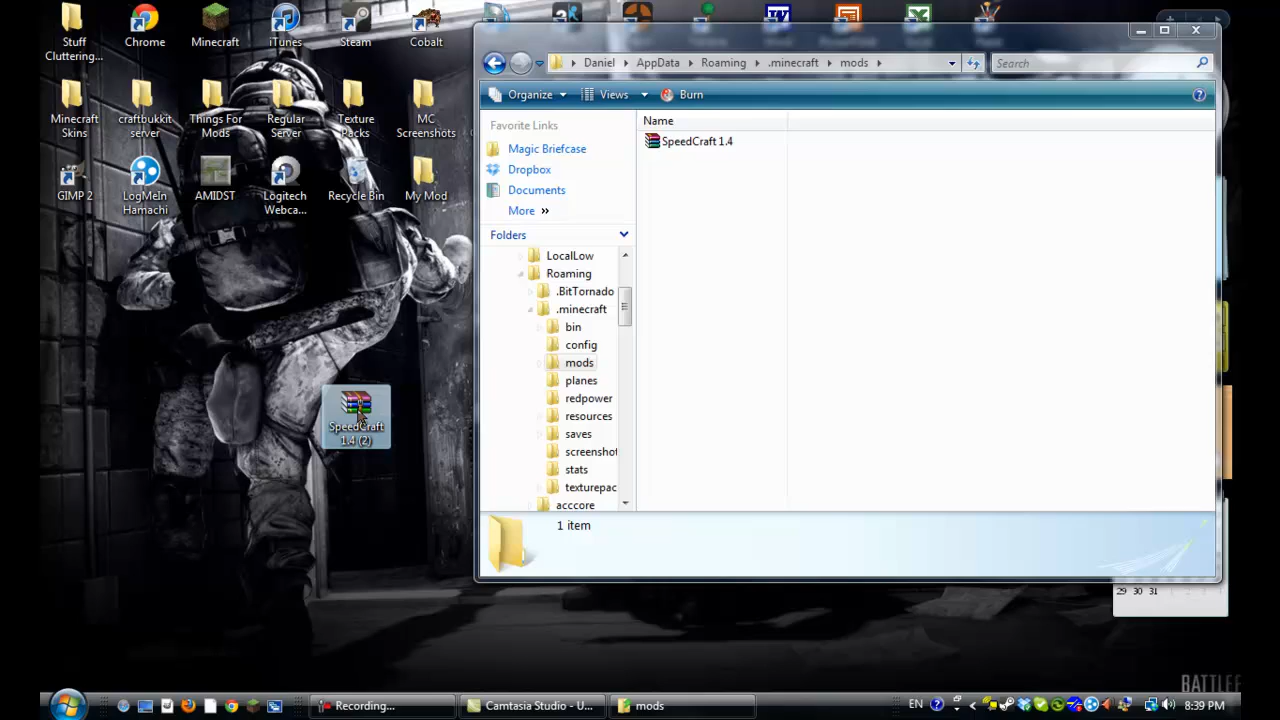 Stuff
Cluttering...
Chrome
Minecraft
iTunes
Steam
Cobalt
Minecraft
Skins
craftbukkit
server
Things For
Mods
Regular
Server
Texture
Packs
MC
Screenshots
GIMP 2
LogMeIn
Hamachi
AMIDST
Logitech
Webca...
Recycle Bin
My Mod
SpeedCraft
1.4 (2)
Daniel
AppData
Roaming
.minecraft
mods
Search
Organize
Views
Burn
Favorite Links
Magic Briefcase
Dropbox
Documents
More »
Folders
LocalLow
Roaming
.BitTornado
.minecraft
bin
config
mods
planes
redpower
resources
saves
screenshot
stats
texturepac
acccore
Name
SpeedCraft 1.4
1 item
29 30 31
BATTLEF
Recording...
Camtasia Studio - U...
mods
EN
8:39 PM